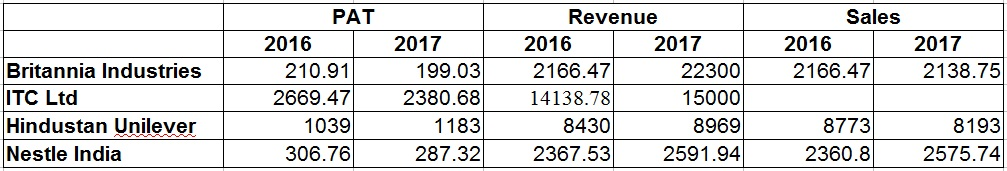 PAT Revenue Sales
2016 2017 2016 2017 2016 2017
Britannia Industries 210.91 199.03 2166.47 22300 2166.47 2138.75
ITC Ltd 2669.47 2380.68 14138.78 15000
Hindustan Unilever 1039 1183 8430 8969 8773 8193
Nestle India 306.76 287.32 2367.53 2591.94 2360.8 2575.74